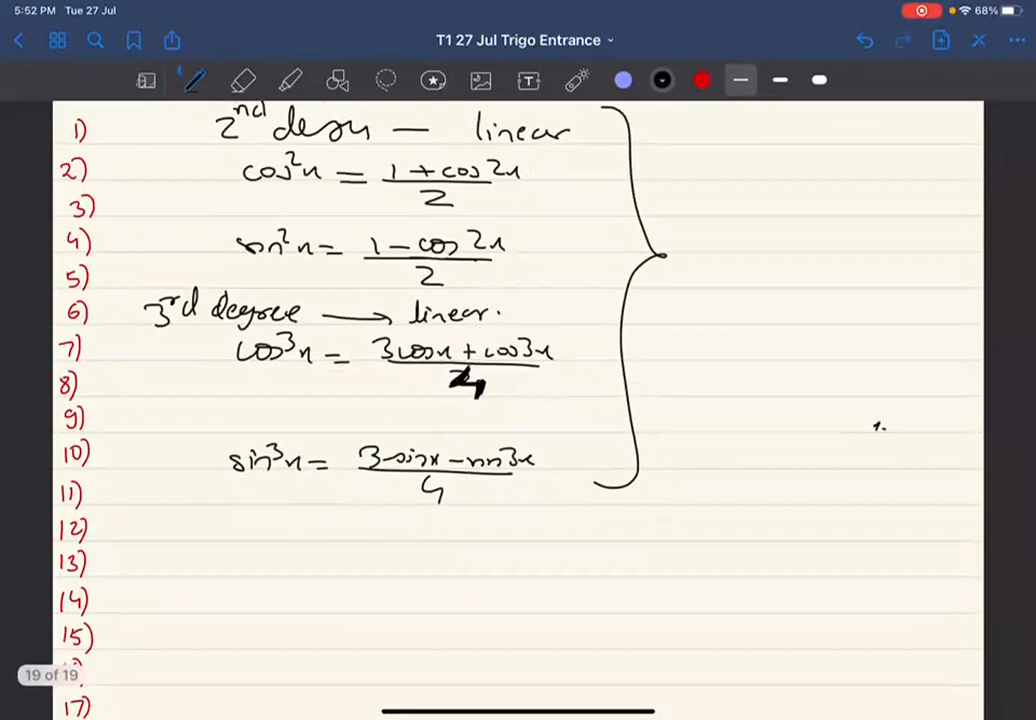 5:52 PM Tue 27 Jul
68%
T1 27 Jul Trigo Entrance
1) 2nd degree — linear
2) cos²x = 1 + cos2x
3) 2
4) sin²x = 1 - cos2x
5) 2
6) 3rd degree → linear.
7) cos³x = 3cosx + cos3x
8) 4
9)
10) sin³x = 3sinx - sin3x
11) 4
12)
13)
14)
15)
19 of 19
17)